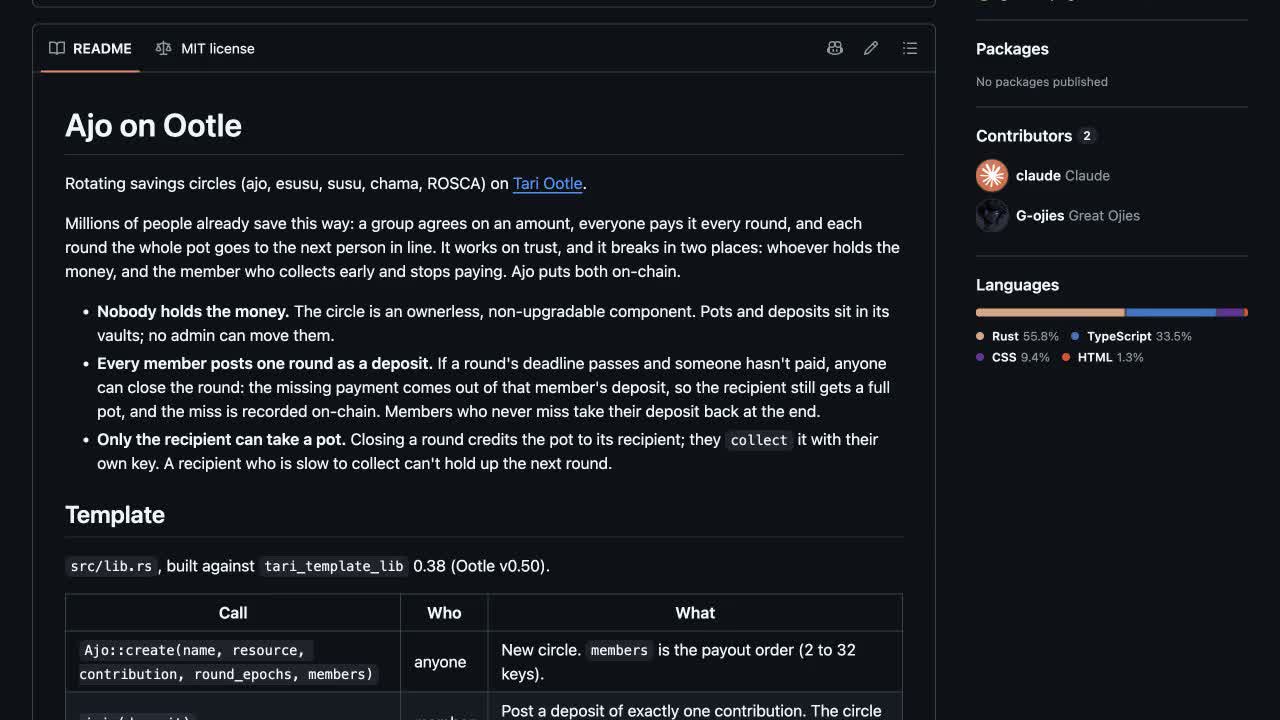 README
MIT license
Ajo on Ootle
Rotating savings circles (ajo, esusu, susu, chama, ROSCA) on Tari Ootle.
Millions of people already save this way: a group agrees on an amount, everyone pays it every round, and each
round the whole pot goes to the next person in line. It works on trust, and it breaks in two places: whoever holds the
money, and the member who collects early and stops paying. Ajo puts both on-chain.
• Nobody holds the money. The circle is an ownerless, non-upgradable component. Pots and deposits sit in its
vaults; no admin can move them.
• Every member posts one round as a deposit. If a round's deadline passes and someone hasn't paid, anyone
can close the round: the missing payment comes out of that member's deposit, so the recipient still gets a full
pot, and the miss is recorded on-chain. Members who never miss take their deposit back at the end.
• Only the recipient can take a pot. Closing a round credits the pot to its recipient; they collect it with their
own key. A recipient who is slow to collect can't hold up the next round.
Template
src/lib.rs, built against tari_template_lib 0.38 (Ootle v0.50).
Call Who What
Ajo::create(name, resource,
contribution, round_epochs, members)
anyone
New circle. members is the payout order (2 to 32
keys).
Post a deposit of exactly one contribution. The circle
Packages
No packages published
Contributors 2
claude Claude
G-ojies Great Ojies
Languages
Rust 55.8% TypeScript 33.5%
CSS 9.4% HTML 1.3%